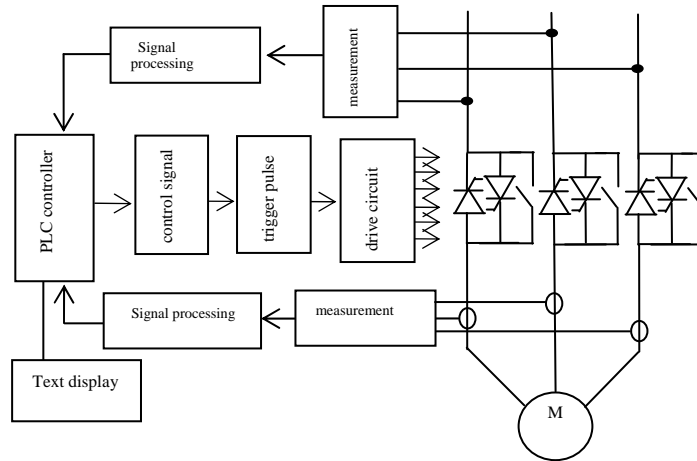 Signal
processing
measurement
PLC controller
control signal
trigger pulse
drive circuit
Signal processing
measurement
Text display
M